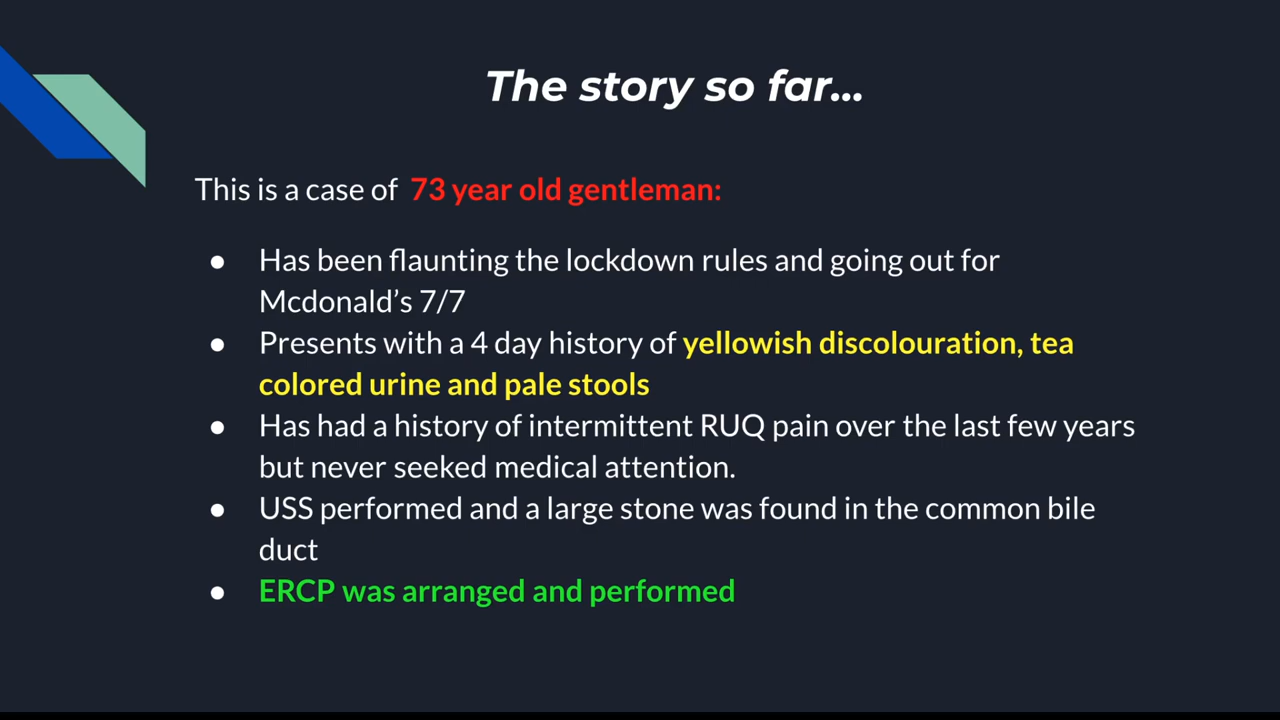 The story so far...
This is a case of 73 year old gentleman:
● Has been flaunting the lockdown rules and going out for
Mcdonald’s 7/7
● Presents with a 4 day history of yellowish discolouration, tea
colored urine and pale stools
● Has had a history of intermittent RUQ pain over the last few years
but never seeked medical attention.
● USS performed and a large stone was found in the common bile
duct
● ERCP was arranged and performed